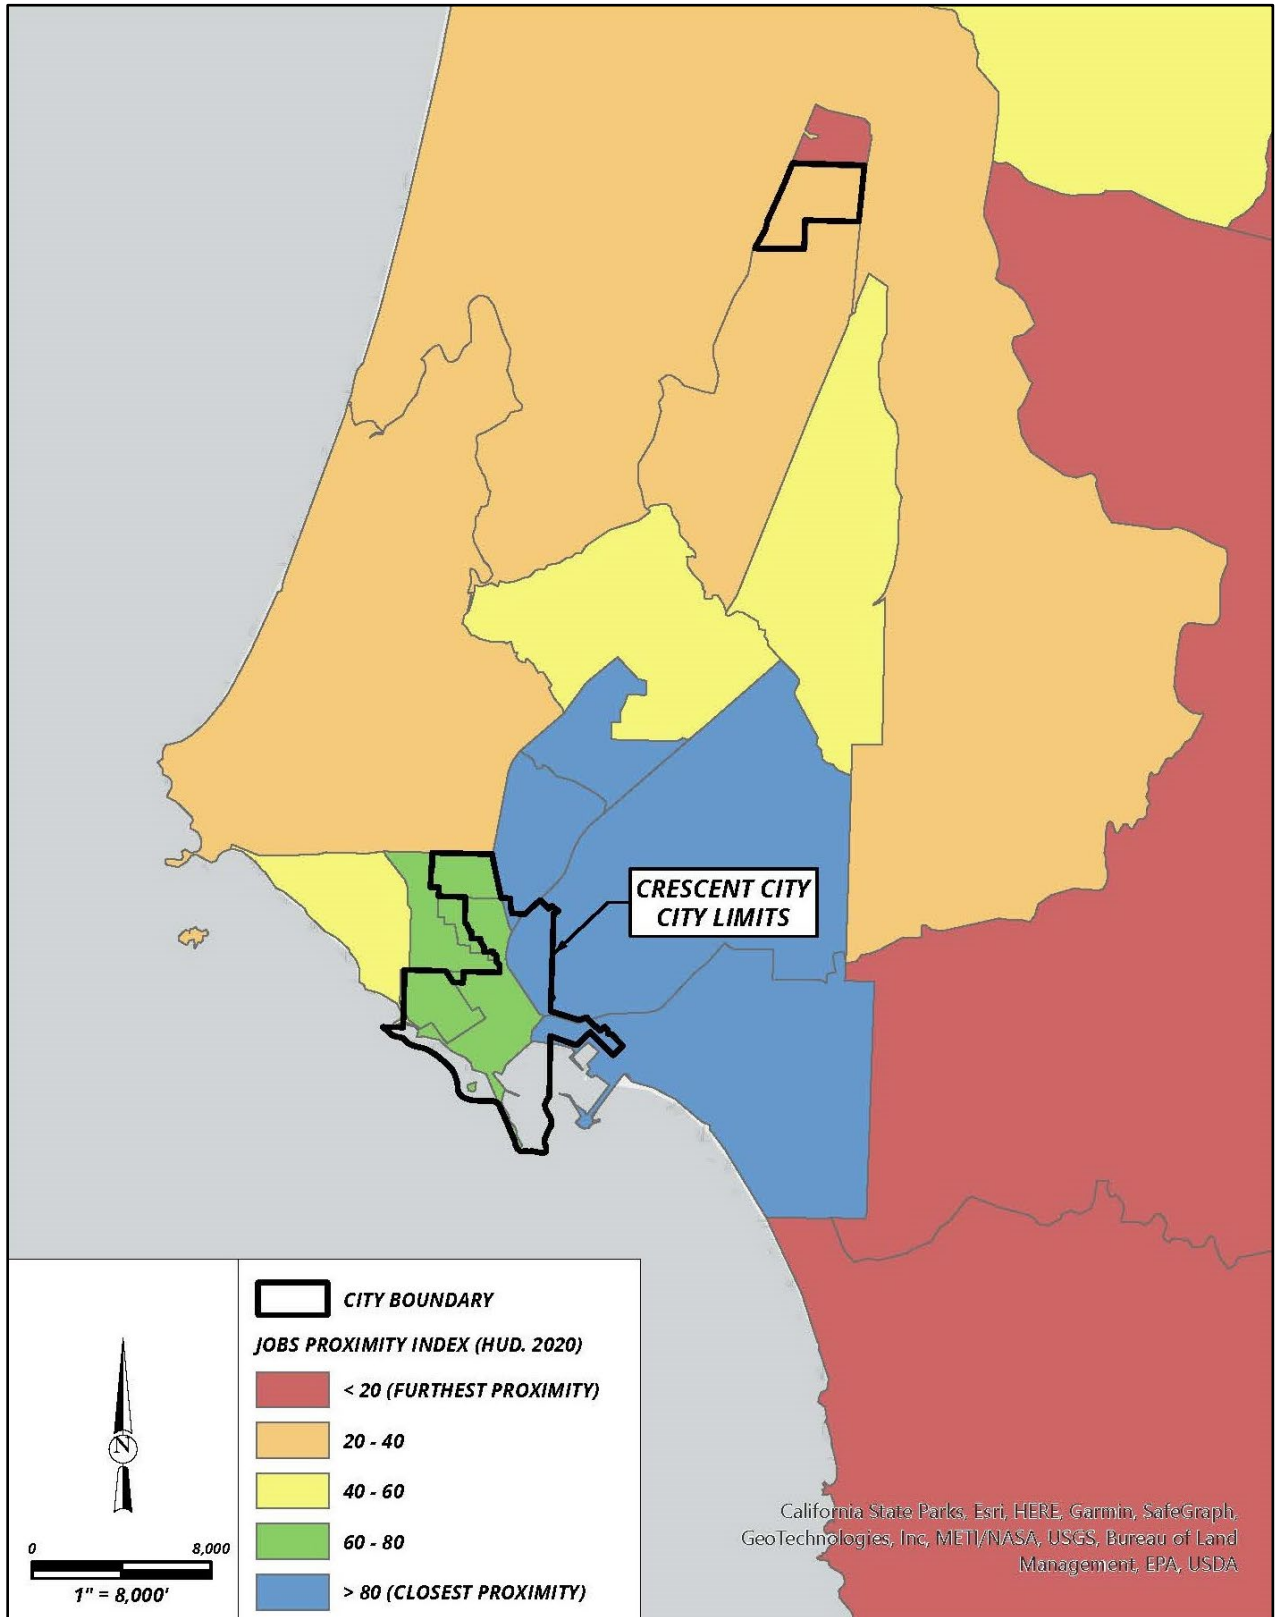 CRESCENT CITY
CITY LIMITS
CITY BOUNDARY
JOBS PROXIMITY INDEX (HUD. 2020)
< 20 (FURTHEST PROXIMITY)
20 - 40
40 - 60
60 - 80
> 80 (CLOSEST PROXIMITY)
N
0 8,000
1" = 8,000'
California State Parks, Esri, HERE, Garmin, SafeGraph,
GeoTechnologies, Inc, METI/NASA, USGS, Bureau of Land
Management, EPA, USDA